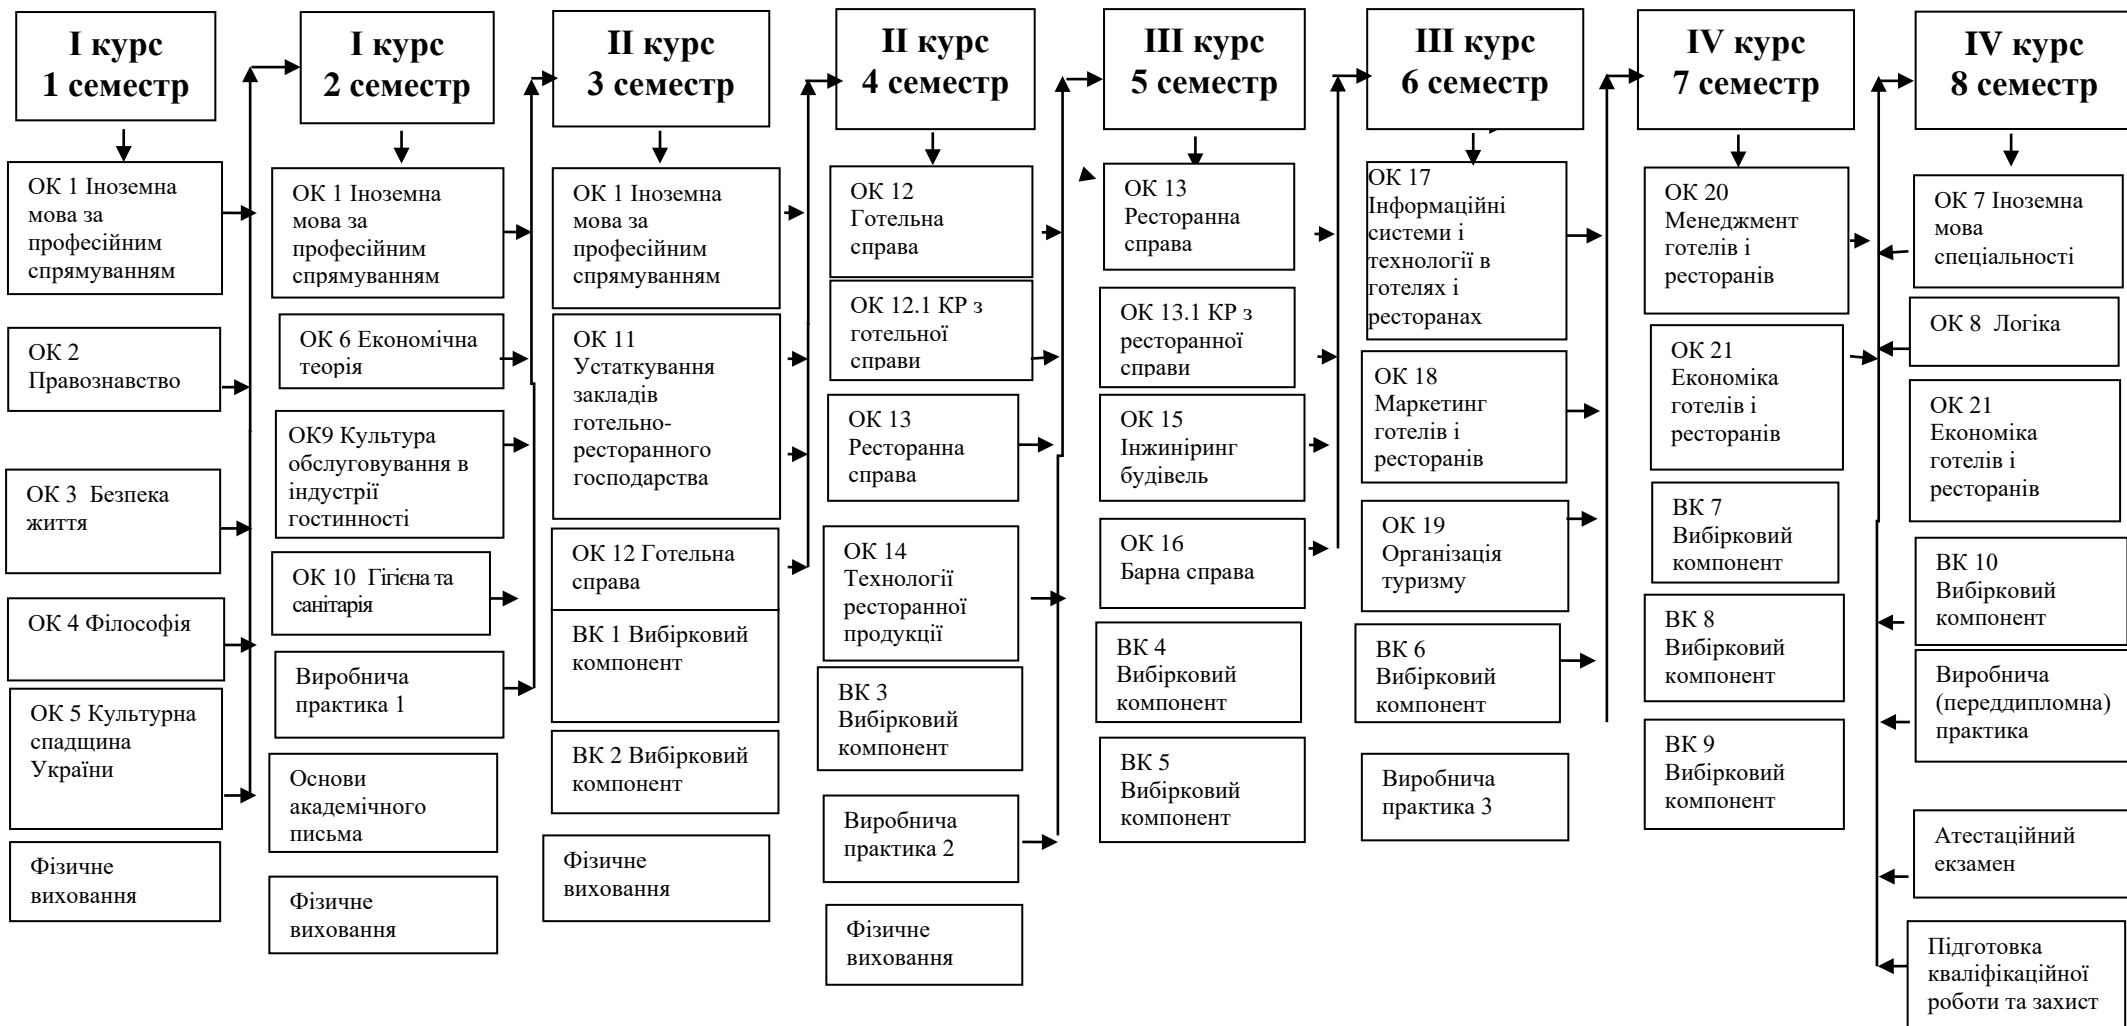 І курс
1 семестр
ОК 1 Іноземна
мова за
професійним
спрямуванням
ОК 2
Правознавство
ОК 3 Безпека
життя
ОК 4 Філософія
ОК 5 Культурна
спадщина
України
Фізичне
виховання
І курс
2 семестр
ОК 1 Іноземна
мова за
професійним
спрямуванням
ОК 6 Економічна
теорія
ОК9 Культура
обслуговування в
індустрії
гостинності
ОК 10 Гігієна та
санітарія
Виробнича
практика 1
Основи
академічного
письма
Фізичне
виховання
ІІ курс
3 семестр
ОК 1 Іноземна
мова за
професійним
спрямуванням
ОК 11
Устаткування
закладів
готельно-
ресторанного
господарства
ОК 12 Готельна
справа
ВК 1 Вибірковий
компонент
ВК 2 Вибірковий
компонент
Фізичне
виховання
ІІ курс
4 семестр
ОК 12
Готельна
справа
ОК 12.1 КР з
готельної
справи
ОК 13
Ресторанна
справа
ОК 14
Технології
ресторанної
продукції
ВК 3
Вибірковий
компонент
Виробнича
практика 2
Фізичне
виховання
ІІІ курс
5 семестр
ОК 13
Ресторанна
справа
ОК 13.1 КР з
ресторанної
справи
ОК 15
Інжиніринг
будівель
ОК 16
Барна справа
ВК 4
Вибірковий
компонент
ВК 5
Вибірковий
компонент
ІІІ курс
6 семестр
ОК 17
Інформаційні
системи і
технології в
готелях і
ресторанах
ОК 18
Маркетинг
готелів і
ресторанів
ОК 19
Організація
туризму
ВК 6
Вибірковий
компонент
Виробнича
практика 3
IV курс
7 семестр
ОК 20
Менеджмент
готелів і
ресторанів
ОК 21
Економіка
готелів і
ресторанів
ВК 7
Вибірковий
компонент
ВК 8
Вибірковий
компонент
ВК 9
Вибірковий
компонент
IV курс
8 семестр
ОК 7 Іноземна
мова
спеціальності
ОК 8 Логіка
ОК 21
Економіка
готелів і
ресторанів
ВК 10
Вибірковий
компонент
Виробнича
(переддипломна)
практика
Атестаційний
екзамен
Підготовка
кваліфікаційної
роботи та захист